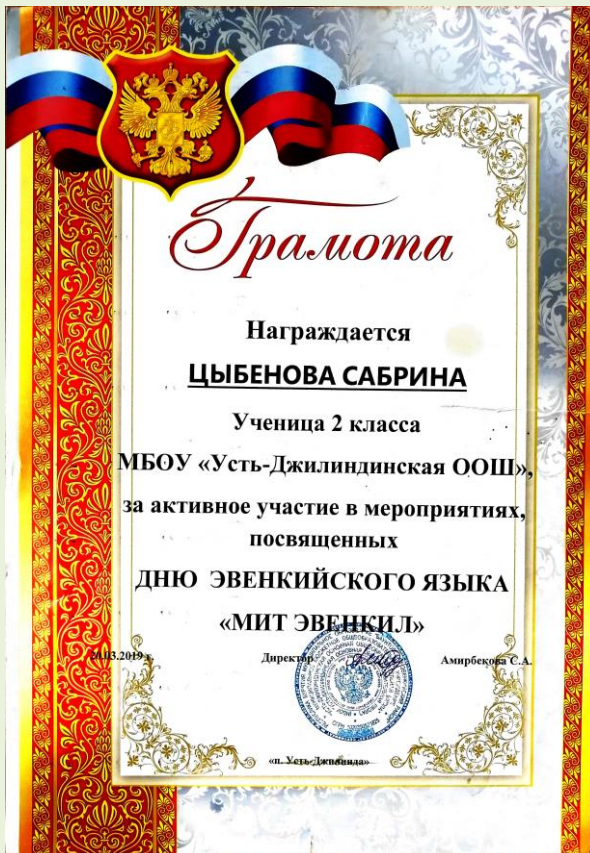 Грамота
Награждается
ЦЫБЕНОВА САБРИНА
Ученица 2 класса
МБОУ «Усть-Джилиндинская ООШ»,
за активное участие в мероприятиях,
посвященных
ДНЮ ЭВЕНКИЙСКОГО ЯЗЫКА
«МИТ ЭВЕНКИЛ»
20.03.2019 г. Директор: Амирбекова С.А.
«п. Усть-Джилинда»